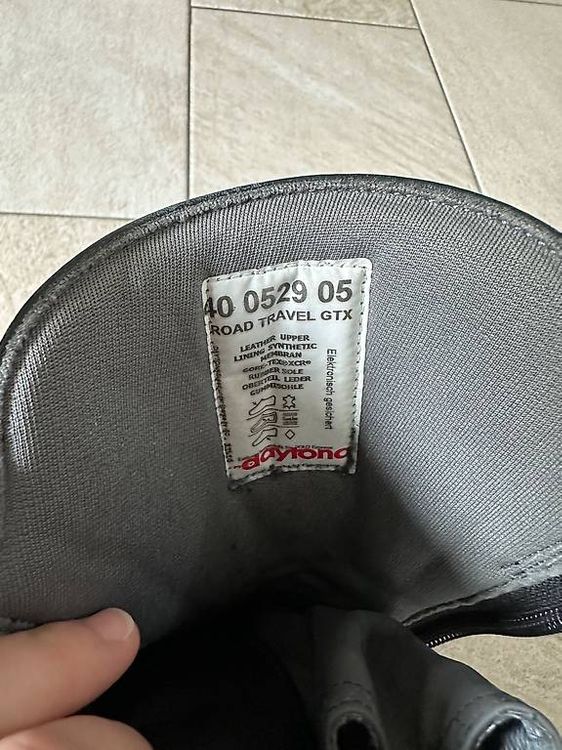 40 0529 05
ROAD TRAVEL GTX
LEATHER UPPER
LINING SYNTHETIC
MEMBRAN
GORE-TEX®XCR®
RUBBER SOLE
OBERTEIL LEDER
GUMMISOHLE
Elektronisch gesichert
daytona